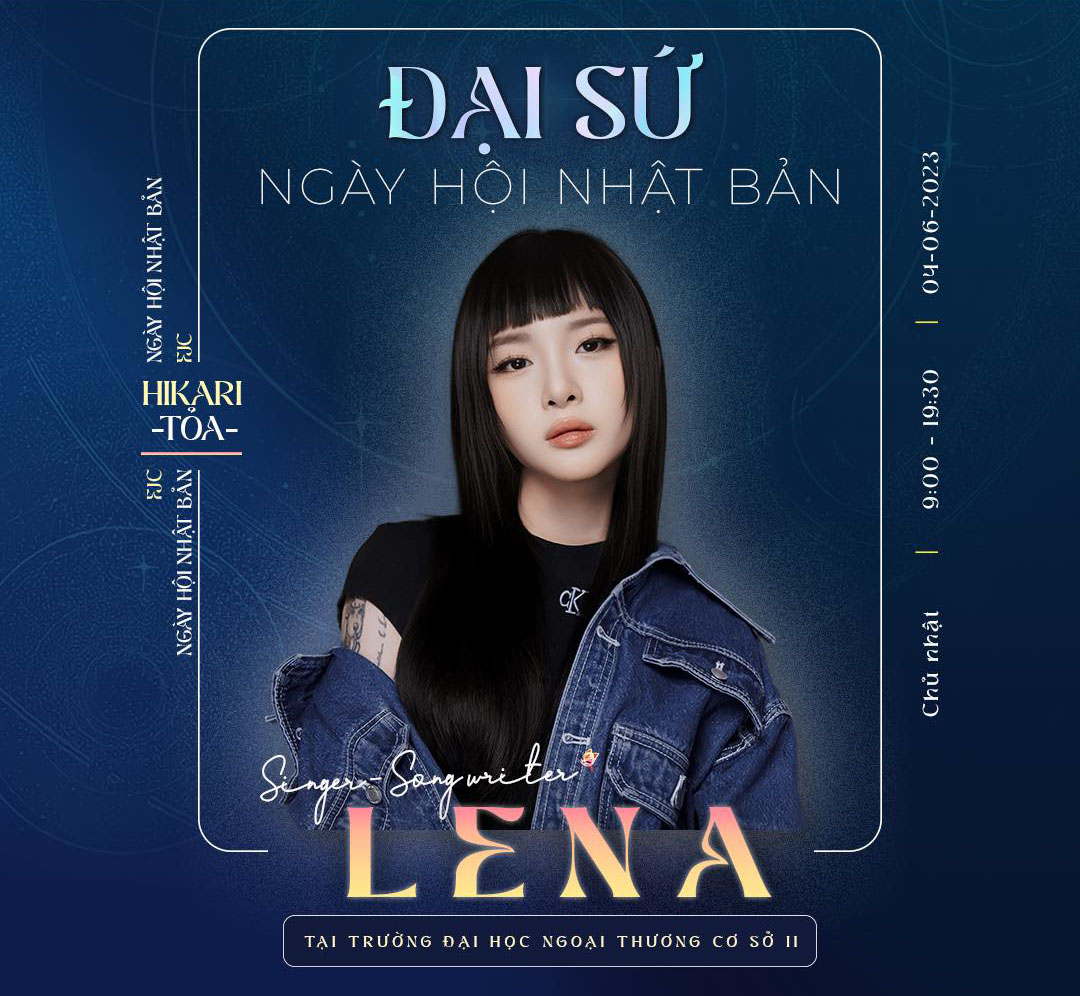 ĐẠI SỨ
NGÀY HỘI NHẬT BẢN
NGÀY HỘI NHẬT BẢN
FJC
HIKARI
-TỎA-
FJC
NGÀY HỘI NHẬT BẢN
04-06-2023
9:00 - 19:30
Chủ nhật
CK
Singer-Songwriter
LENA
TẠI TRƯỜNG ĐẠI HỌC NGOẠI THƯƠNG CƠ SỞ II